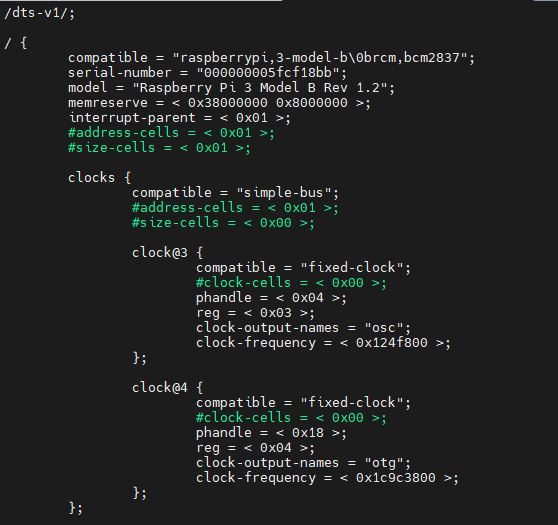 /dts-v1/;
/ {
compatible = "raspberrypi,3-model-b\0brcm,bcm2837";
serial-number = "000000005fcf18bb";
model = "Raspberry Pi 3 Model B Rev 1.2";
memreserve = < 0x38000000 0x8000000 >;
interrupt-parent = < 0x01 >;
#address-cells = < 0x01 >;
#size-cells = < 0x01 >;
clocks {
compatible = "simple-bus";
#address-cells = < 0x01 >;
#size-cells = < 0x00 >;
clock@3 {
compatible = "fixed-clock";
#clock-cells = < 0x00 >;
phandle = < 0x04 >;
reg = < 0x03 >;
clock-output-names = "osc";
clock-frequency = < 0x124f800 >;
};
clock@4 {
compatible = "fixed-clock";
#clock-cells = < 0x00 >;
phandle = < 0x18 >;
reg = < 0x04 >;
clock-output-names = "otg";
clock-frequency = < 0x1c9c3800 >;
};
};